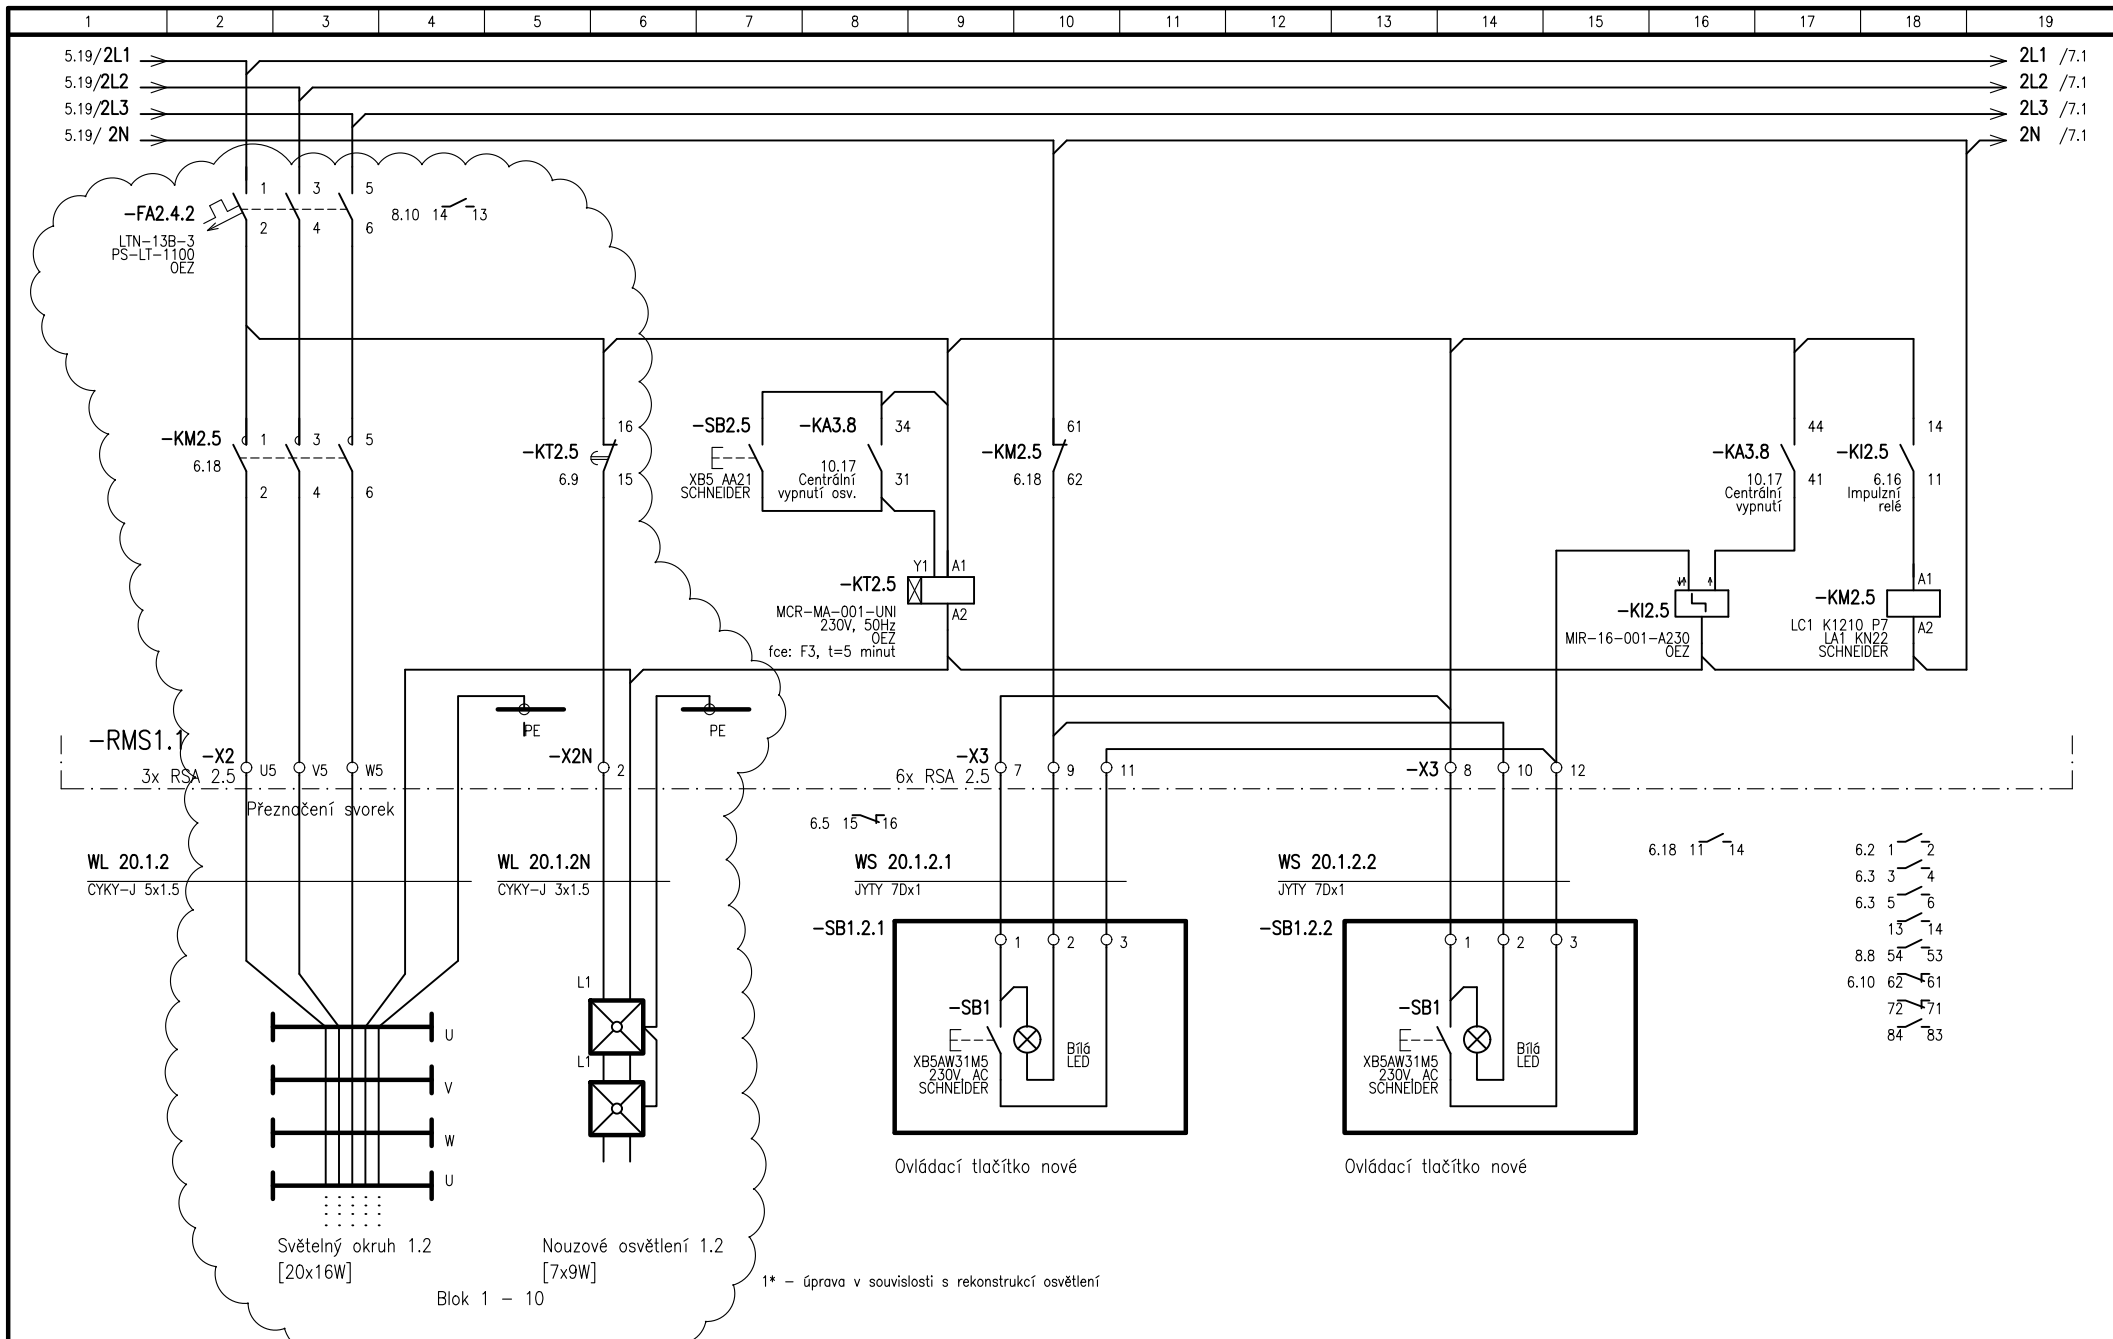 1 2 3 4 5 6 7 8 9 10 11 12 13 14 15 16 17 18 19
5.19/2L1
2L1 /7.1
5.19/2L2
2L2 /7.1
5.19/2L3
2L3 /7.1
5.19/ 2N
2N /7.1
1 3 5
-FA2.4.2
8.10 14 13
2 4 6
LTN-13B-3
PS-LT-1100
OEZ
-KM2.5
1 3 5
6.18
2 4 6
16
-KT2.5
6.9 15
-SB2.5
XB5 AA21
SCHNEIDER
-KA3.8
34
10.17
31
Centrální
vypnutí osv.
61
-KM2.5
6.18 62
44
-KA3.8
10.17
41
Centrální
vypnutí
14
-KI2.5
6.16
11
Impulzní
relé
Y1 A1
-KT2.5
A2
MCR-MA-001-UNI
230V, 50Hz
OEZ
fce: F3, t=5 minut
-KI2.5
MIR-16-001-A230
OEZ
A1
-KM2.5
A2
LC1 K1210 P7
LA1 KN22
SCHNEIDER
PE
PE
-RMS1.1
-X2
U5 V5 W5
3x RSA 2.5
-X2N
2
-X3
7 9 11
6x RSA 2.5
-X3
8 10 12
Přeznačení svorek
6.5 15 16
6.18 11 14
WL 20.1.2
CYKY-J 5x1.5
WL 20.1.2N
CYKY-J 3x1.5
WS 20.1.2.1
JYTY 7Dx1
WS 20.1.2.2
JYTY 7Dx1
6.2 1 2
6.3 3 4
6.3 5 6
13 14
8.8 54 53
6.10 62 61
72 71
84 83
-SB1.2.1
1 2 3
-SB1
XB5AW31M5
230V, AC
SCHNEIDER
Bílá
LED
-SB1.2.2
1 2 3
-SB1
XB5AW31M5
230V, AC
SCHNEIDER
Bílá
LED
L1
L1
U
V
W
U
Ovládací tlačítko nové
Ovládací tlačítko nové
Světelný okruh 1.2
[20x16W]
Nouzové osvětlení 1.2
[7x9W]
Blok 1 - 10
1* - úprava v souvislosti s rekonstrukcí osvětlení